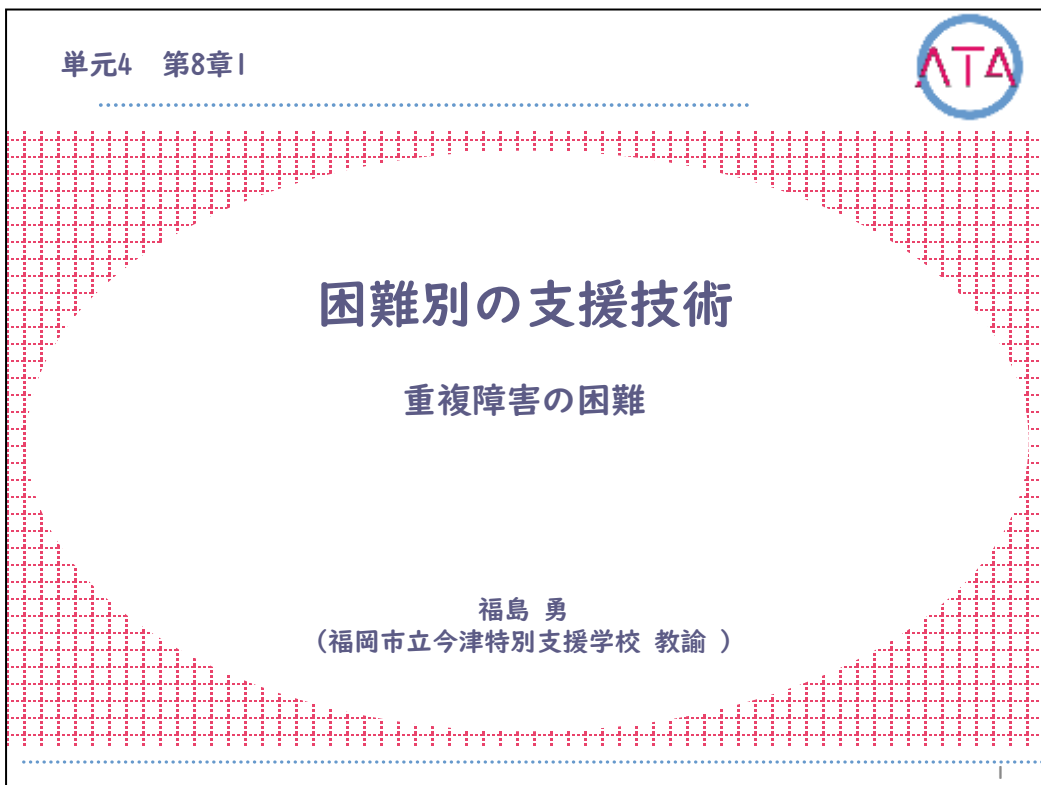 単元4　第8章1
ATA
困難別の支援技術
重複障害の困難
福島 勇
（福岡市立今津特別支援学校 教諭 ）
1